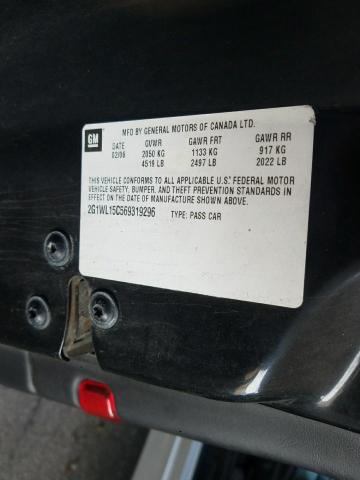 GM
MFD BY GENERAL MOTORS OF CANADA LTD.
DATE GVWR GAWR FRT GAWR RR
02/06 2050 KG 1133 KG 917 KG
4519 LB 2497 LB 2022 LB
THIS VEHICLE CONFORMS TO ALL APPLICABLE U.S. FEDERAL MOTOR
VEHICLE SAFETY, BUMPER, AND THEFT PREVENTION STANDARDS IN
EFFECT ON THE DATE OF MANUFACTURE SHOWN ABOVE.
2G1WL15C569319296 TYPE: PASS CAR